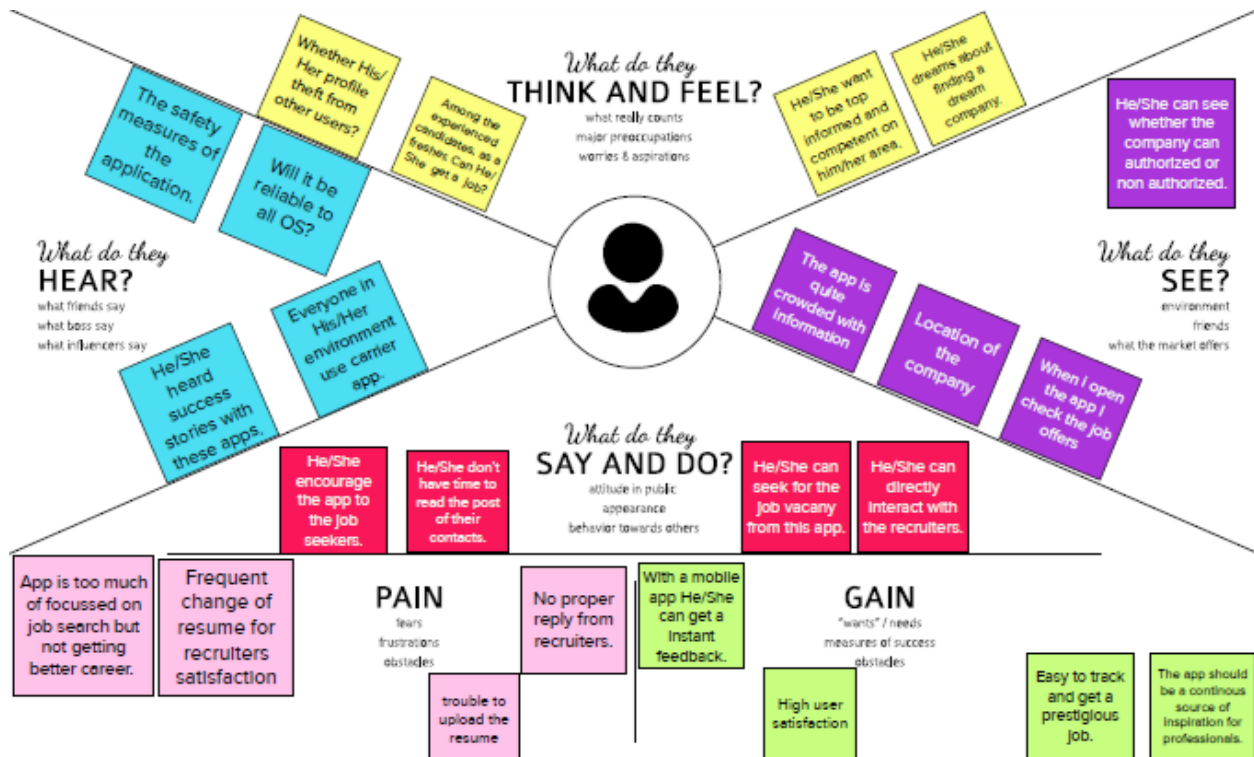 What do they
THINK AND FEEL?
what really counts
major preoccupations
worries & aspirations
Whether His/
Her profile
theft from
other users?
Among the
experienced
candidates, as a
fresher, Can He/
She get a job?
He/She want
to be top
informed and
competent on
him/her area.
He/She
dreams about
finding a
dream
company.
What do they
HEAR?
what friends say
what boss say
what influencers say
The safety
measures of
the
application.
Will it be
reliable to
all OS?
He/She
heard
success
stories with
these apps.
Everyone in
His/Her
environment
use carrier
app.
What do they
SEE?
environment
friends
what the market offers
He/She can see
whether the
company can
authorized or
non authorized.
The app is
quite
crowded with
information
Location of
the
company
When i open
the app I
check the job
offers
What do they
SAY AND DO?
attitude in public
appearance
behavior towards others
He/She
encourage
the app to
the job
seekers.
He/She don't
have time to
read the post
of their
contacts.
He/She can
seek for the
job vacancy
from this app.
He/She can
directly
interact with
the recruiters.
PAIN
fears
frustrations
obstacles
App is too much
of focussed on
job search but
not getting
better career.
Frequent
change of
resume for
recruiters
satisfaction
No proper
reply from
recruiters.
trouble to
upload the
resume
GAIN
"wants" / needs
measures of success
obstacles
With a mobile
app He/She
can get a
instant
feedback.
High user
satisfaction
Easy to track
and get a
prestigious
job.
The app should
be a continous
source of
inspiration for
professionals.